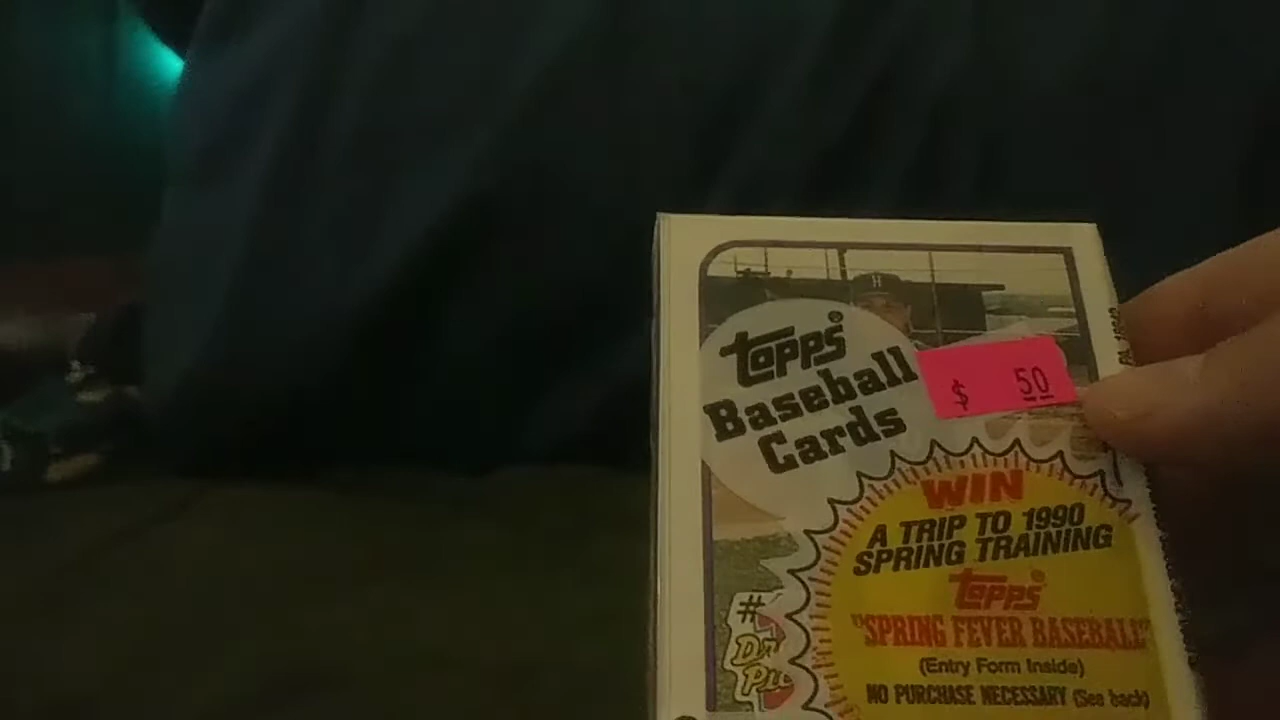 H
Topps®
Baseball
Cards
$ 50
WIN
A TRIP TO 1990
SPRING TRAINING
Topps®
"SPRING FEVER BASEBALL"
(Entry Form Inside)
NO PURCHASE NECESSARY (See back)
#